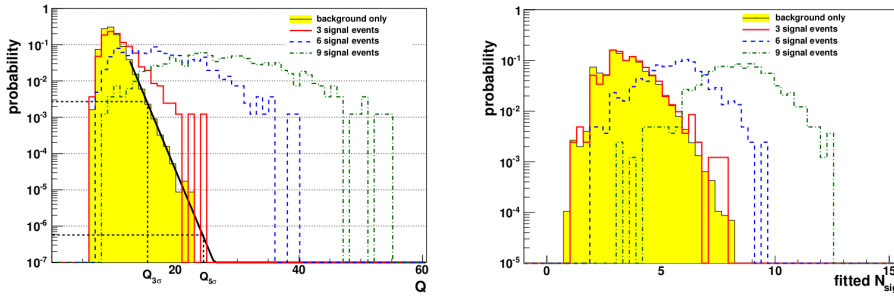 probability
1
10-1
10-2
10-3
10-4
10-5
10-6
10-7
background only
3 signal events
6 signal events
9 signal events
Q3σ
20
Q5σ
40
60
Q
probability
1
10-1
10-2
10-3
10-4
10-5
background only
3 signal events
6 signal events
9 signal events
0
5
10
15
fitted Nsig